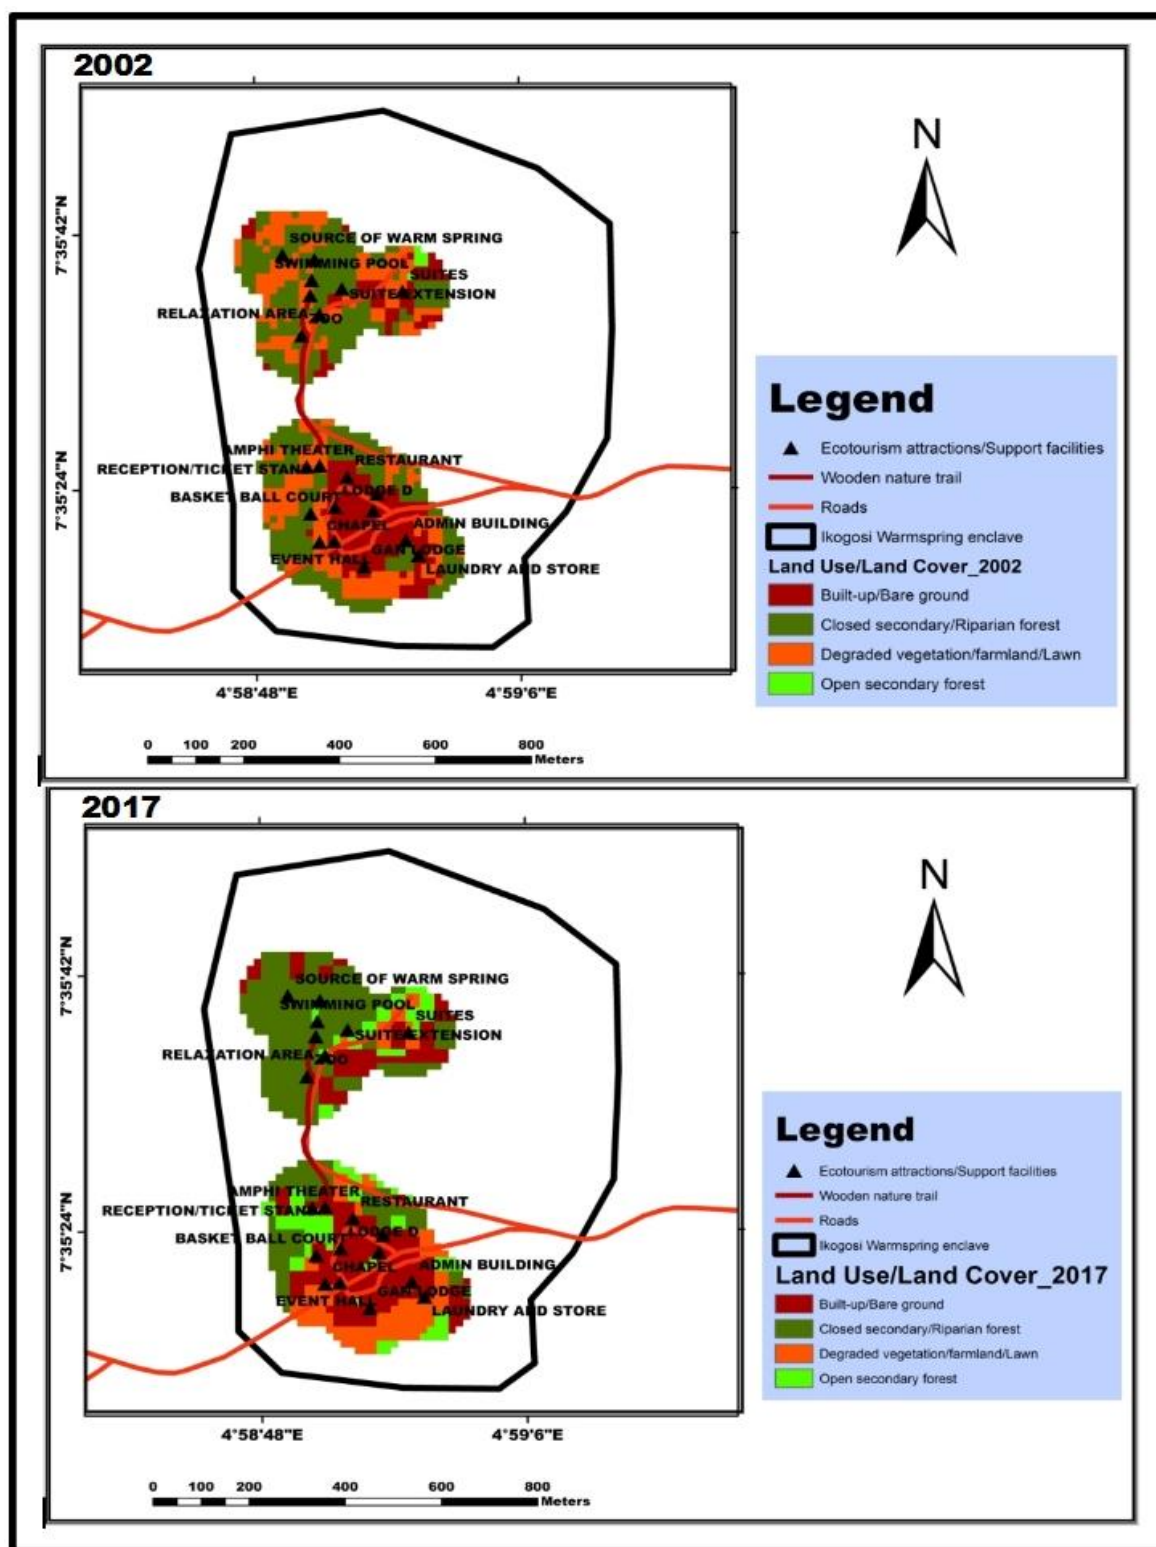 2002
N
7°35'42"N
SOURCE OF WARM SPRING
SWIMMING POOL
SUITES
SUITE EXTENSION
RELAXATION AREA
ZOO
AMPHI THEATER
RESTAURANT
RECEPTION/TICKET STAND
7°35'24"N
LODGE D
BASKET BALL COURT
CHAPEL
ADMIN BUILDING
GAN LODGE
EVENT HALL
LAUNDRY AND STORE
4°58'48"E
4°59'6"E
0 100 200 400 600 800
Meters
Legend
Ecotourism attractions/Support facilities
Wooden nature trail
Roads
Ikogosi Warmspring enclave
Land Use/Land Cover_2002
Built-up/Bare ground
Closed secondary/Riparian forest
Degraded vegetation/farmland/Lawn
Open secondary forest
2017
N
7°35'42"N
SOURCE OF WARM SPRING
SWIMMING POOL
SUITES
SUITE EXTENSION
RELAXATION AREA
ZOO
AMPHI THEATER
RESTAURANT
RECEPTION/TICKET STAND
7°35'24"N
LODGE D
BASKET BALL COURT
CHAPEL
ADMIN BUILDING
GAN LODGE
EVENT HALL
LAUNDRY AND STORE
4°58'48"E
4°59'6"E
0 100 200 400 600 800
Meters
Legend
Ecotourism attractions/Support facilities
Wooden nature trail
Roads
Ikogosi Warmspring enclave
Land Use/Land Cover_2017
Built-up/Bare ground
Closed secondary/Riparian forest
Degraded vegetation/farmland/Lawn
Open secondary forest